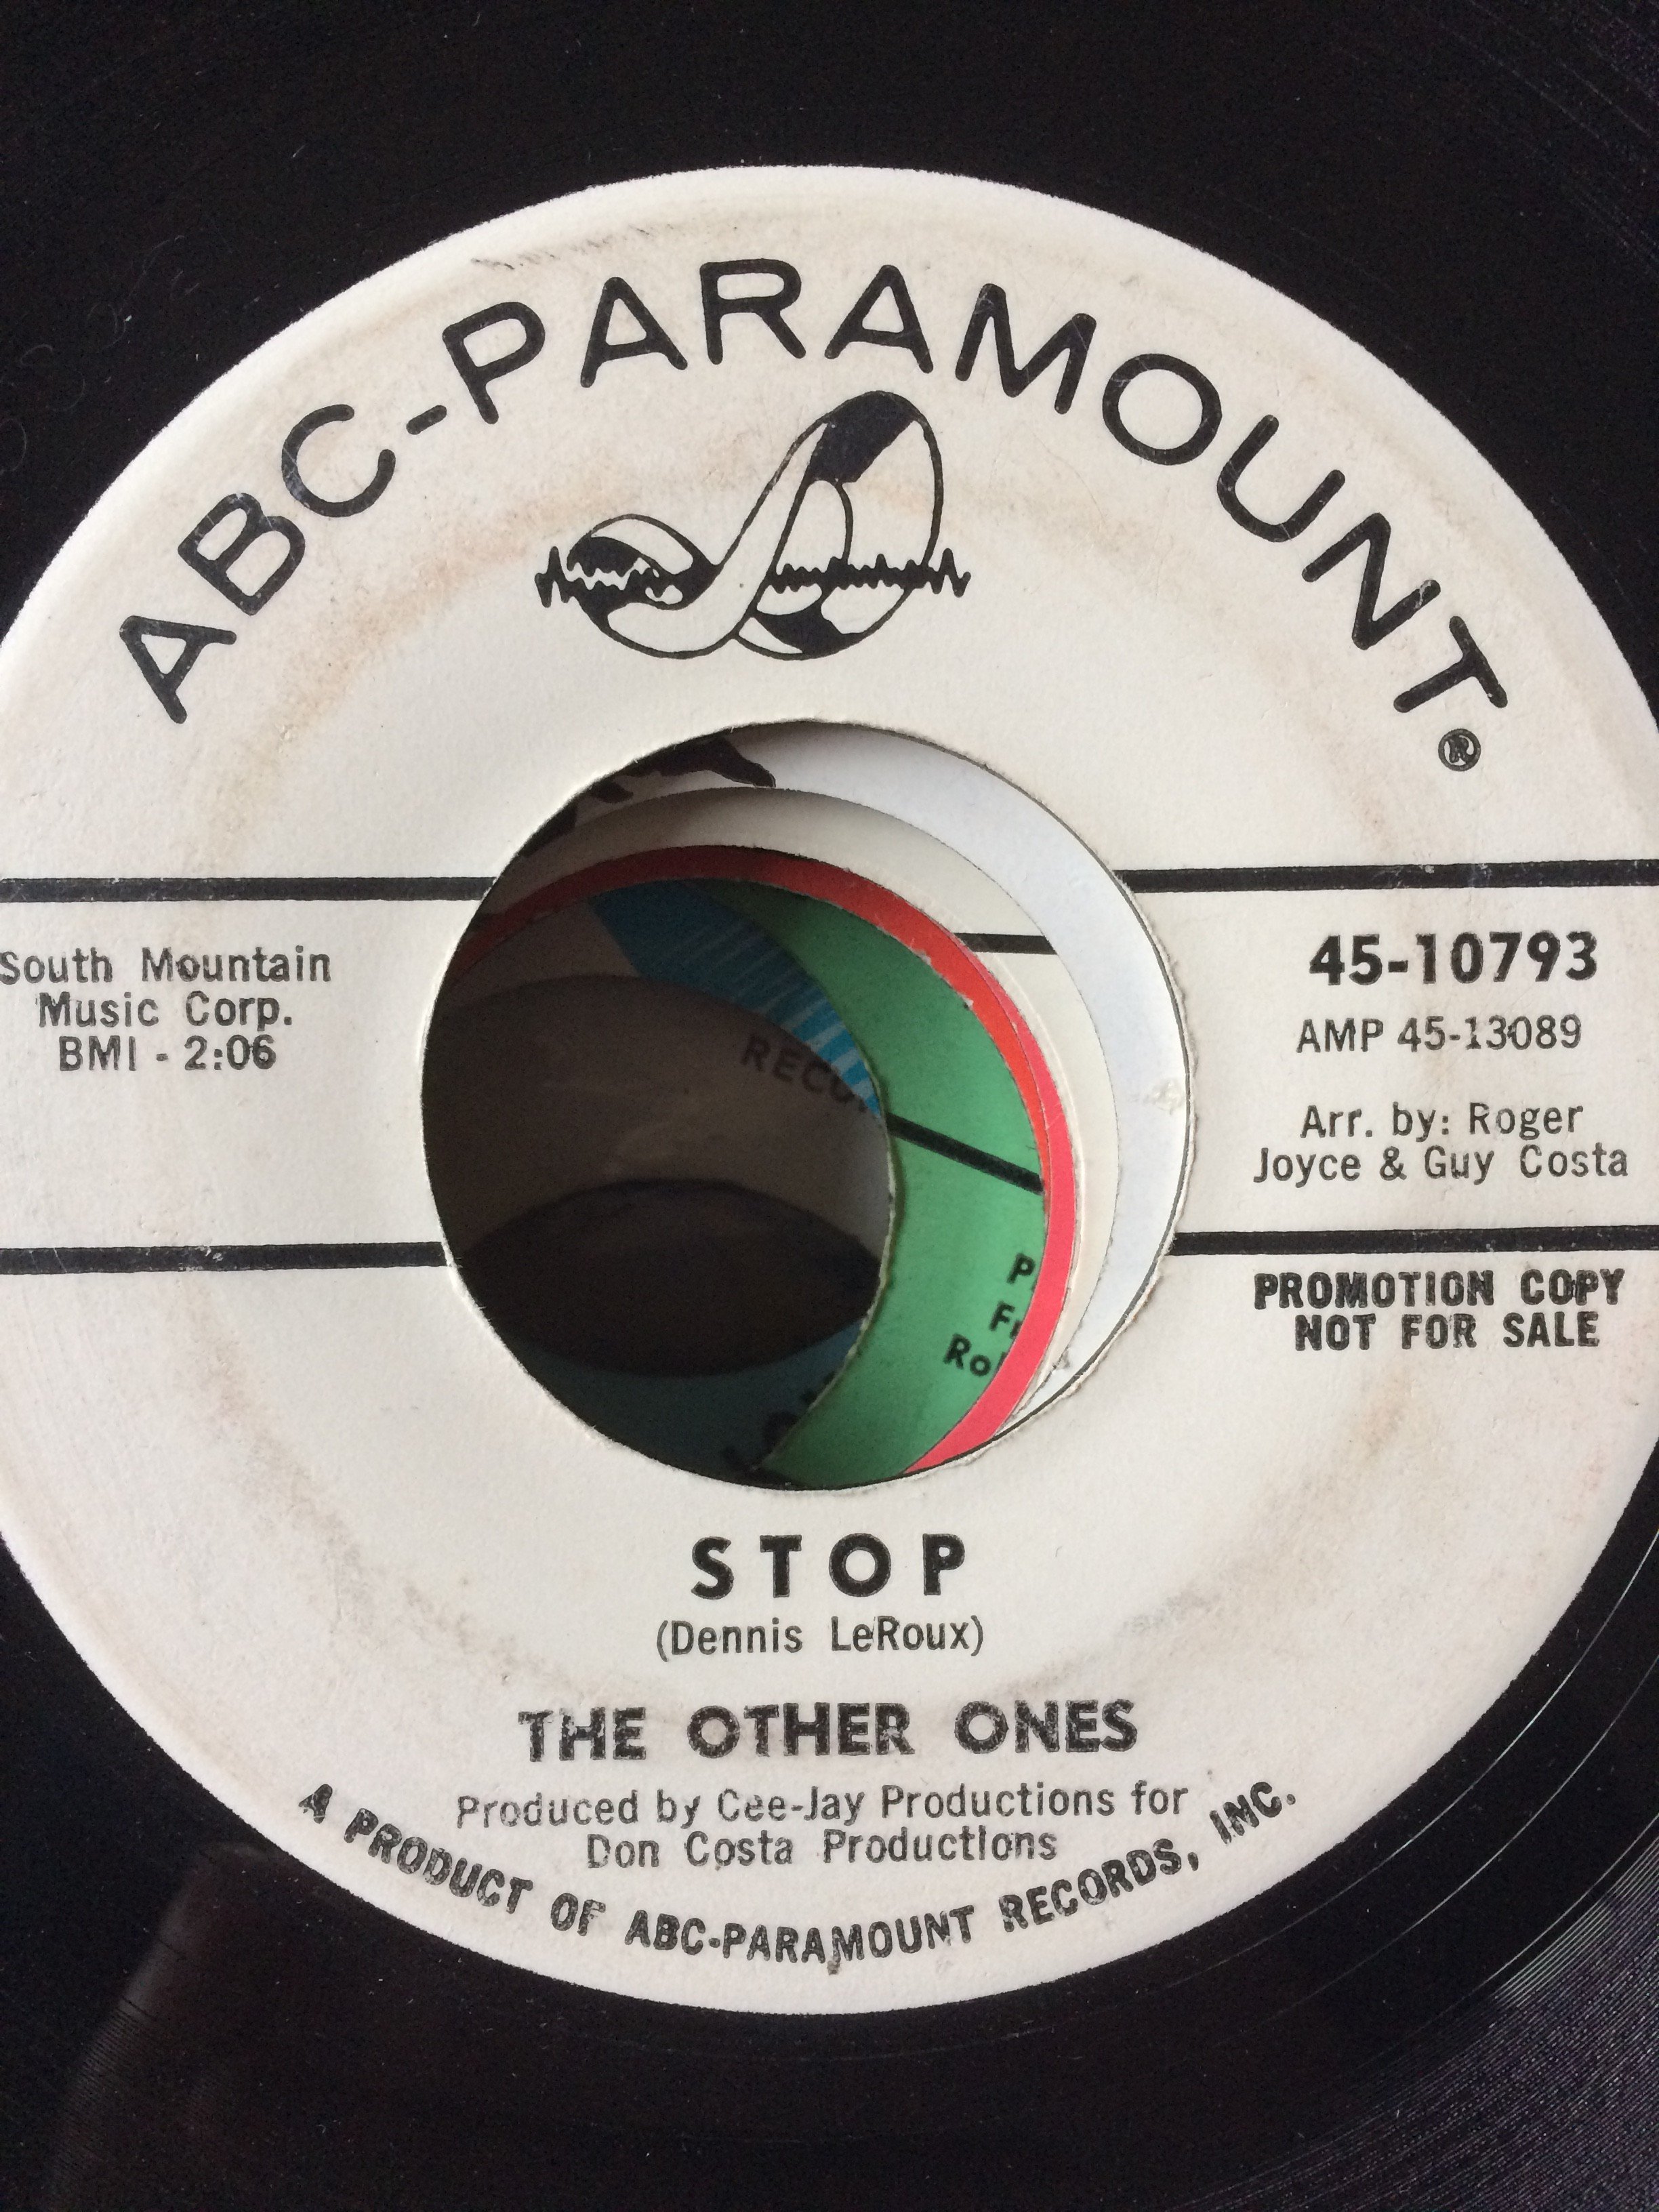 ABC-PARAMOUNT®
South Mountain
Music Corp.
BMI - 2:06
45-10793
AMP 45-13089
Arr. by: Roger
Joyce & Guy Costa
PROMOTION COPY
NOT FOR SALE
STOP
(Dennis LeRoux)
THE OTHER ONES
Produced by Cee-Jay Productions for
Don Costa Productions
A PRODUCT OF ABC-PARAMOUNT RECORDS, INC.